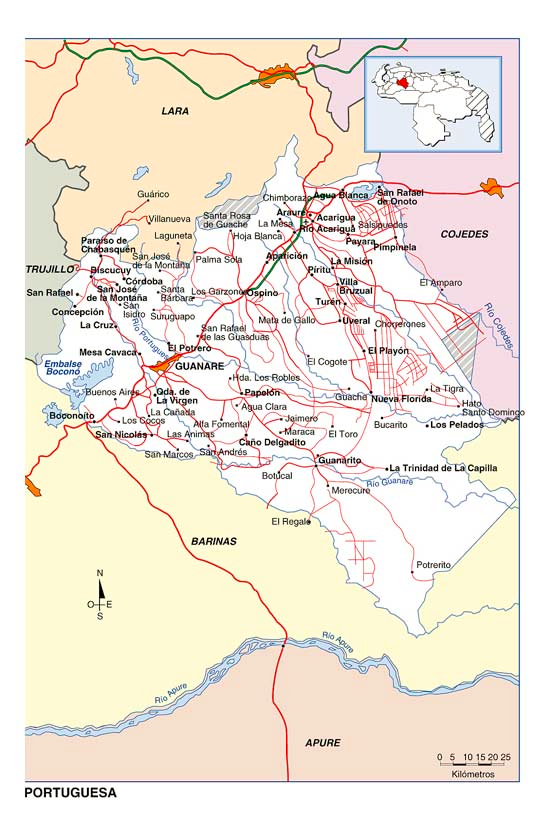 LARA
Guárico
Villanueva
Chimborazo
Agua Blanca
San Rafael
de Onoto
Santa Rosa
de Guache
Araure
Acarigua
La Mesa
Río Acarigua
Salsipuedes
Laguneta
Hoja Blanca
Payara
Pimpinela
COJEDES
Paraíso de
Chabasquén
San José
de la Montaña
Palma Sola
Aparición
La Misión
TRUJILLO
Biscucuy
Píritu
Córdoba
Villa
Bruzual
El Amparo
San Rafael
San José
de la Montaña
Santa
Bárbara
Los Garzones
Ospino
Turén
Concepción
San
Isidro
Suruguapo
Mata de Gallo
Uveral
Chorrerones
Río Cojedes
La Cruz
Río Portuguesa
San Rafael
de las Guasduas
Mesa Cavaca
El Potrero
El Playón
Embalse
Boconó
GUANARE
El Cogote
Hda. Los Robles
Buenos Aires
Qda. de
La Virgen
Papelón
Guache
Nueva Florida
La Tigra
Hato
Santo Domingo
Boconoíto
La Cañada
Agua Clara
Los Cocos
Alfa Fomental
Jaimero
Bucarito
Los Pelados
San Nicolás
Las Animas
Maraca
El Toro
Caño Delgadito
San Marcos
San Andrés
Guanarito
La Trinidad de La Capilla
Botucal
Río Guanare
Merecure
El Regalo
BARINAS
Potrerito
N
O
E
S
Río Apure
Río Apure
APURE
0 5 10 15 20 25
Kilómetros
PORTUGUESA